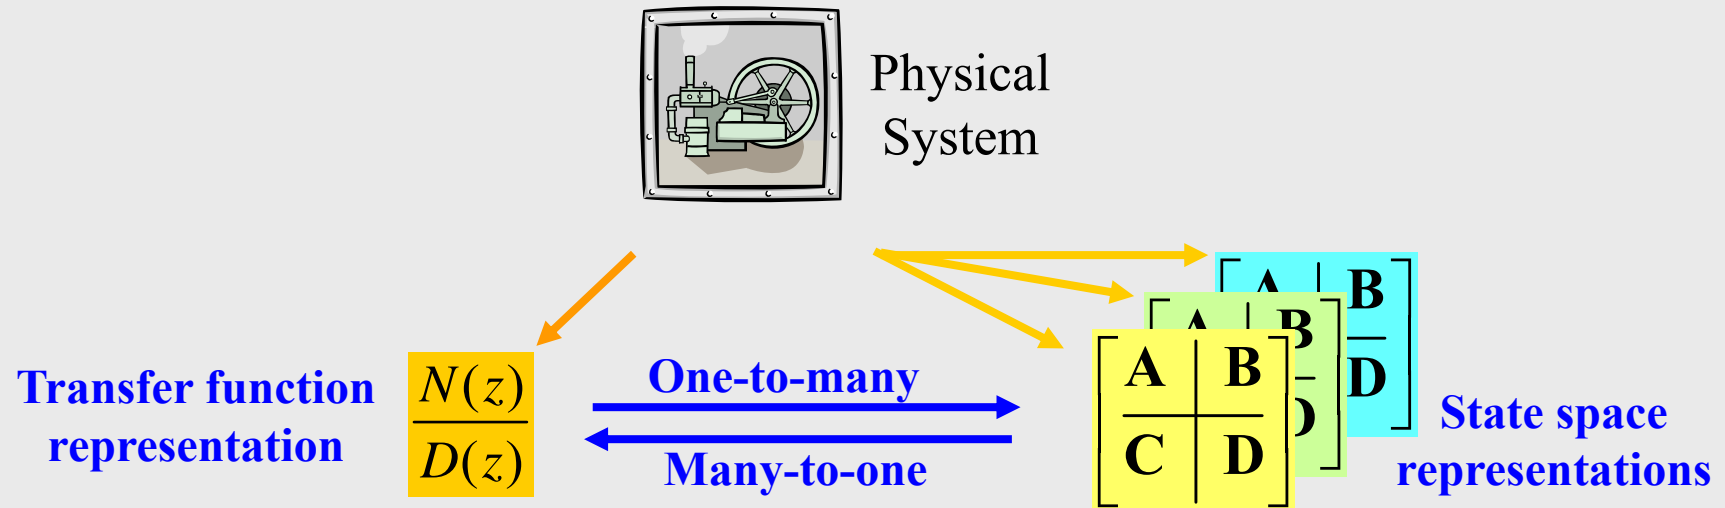 Physical
System
Transfer function
representation
N(z)
D(z)
One-to-many
Many-to-one
A B
C D
A B
D
A B
D
State space
representations